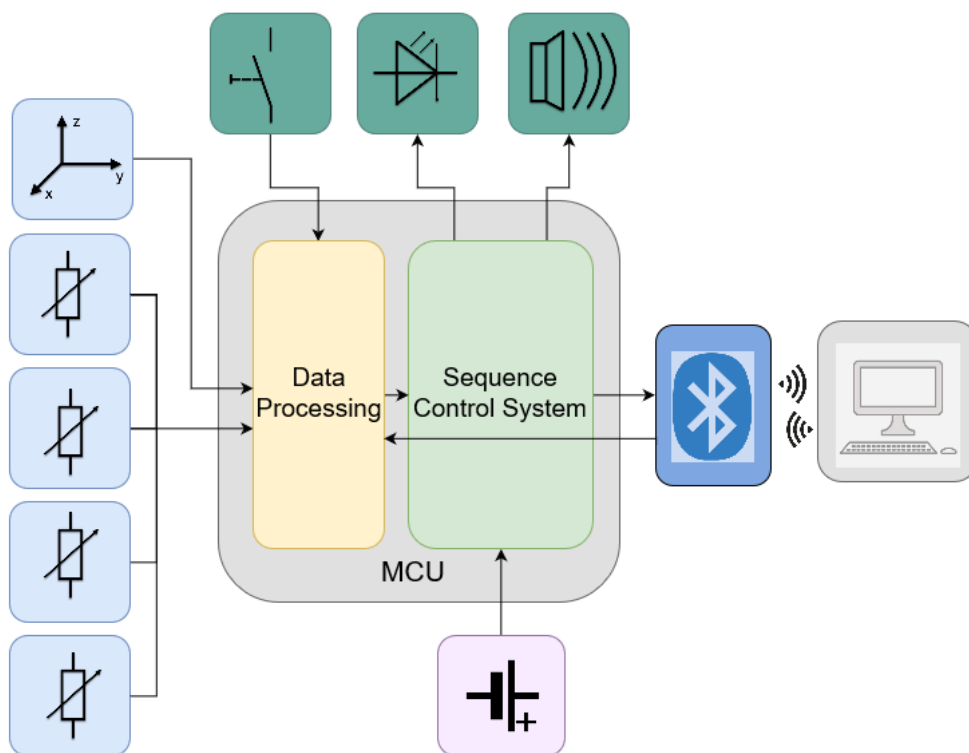 z
y
x
Data
Processing
Sequence
Control System
MCU
+